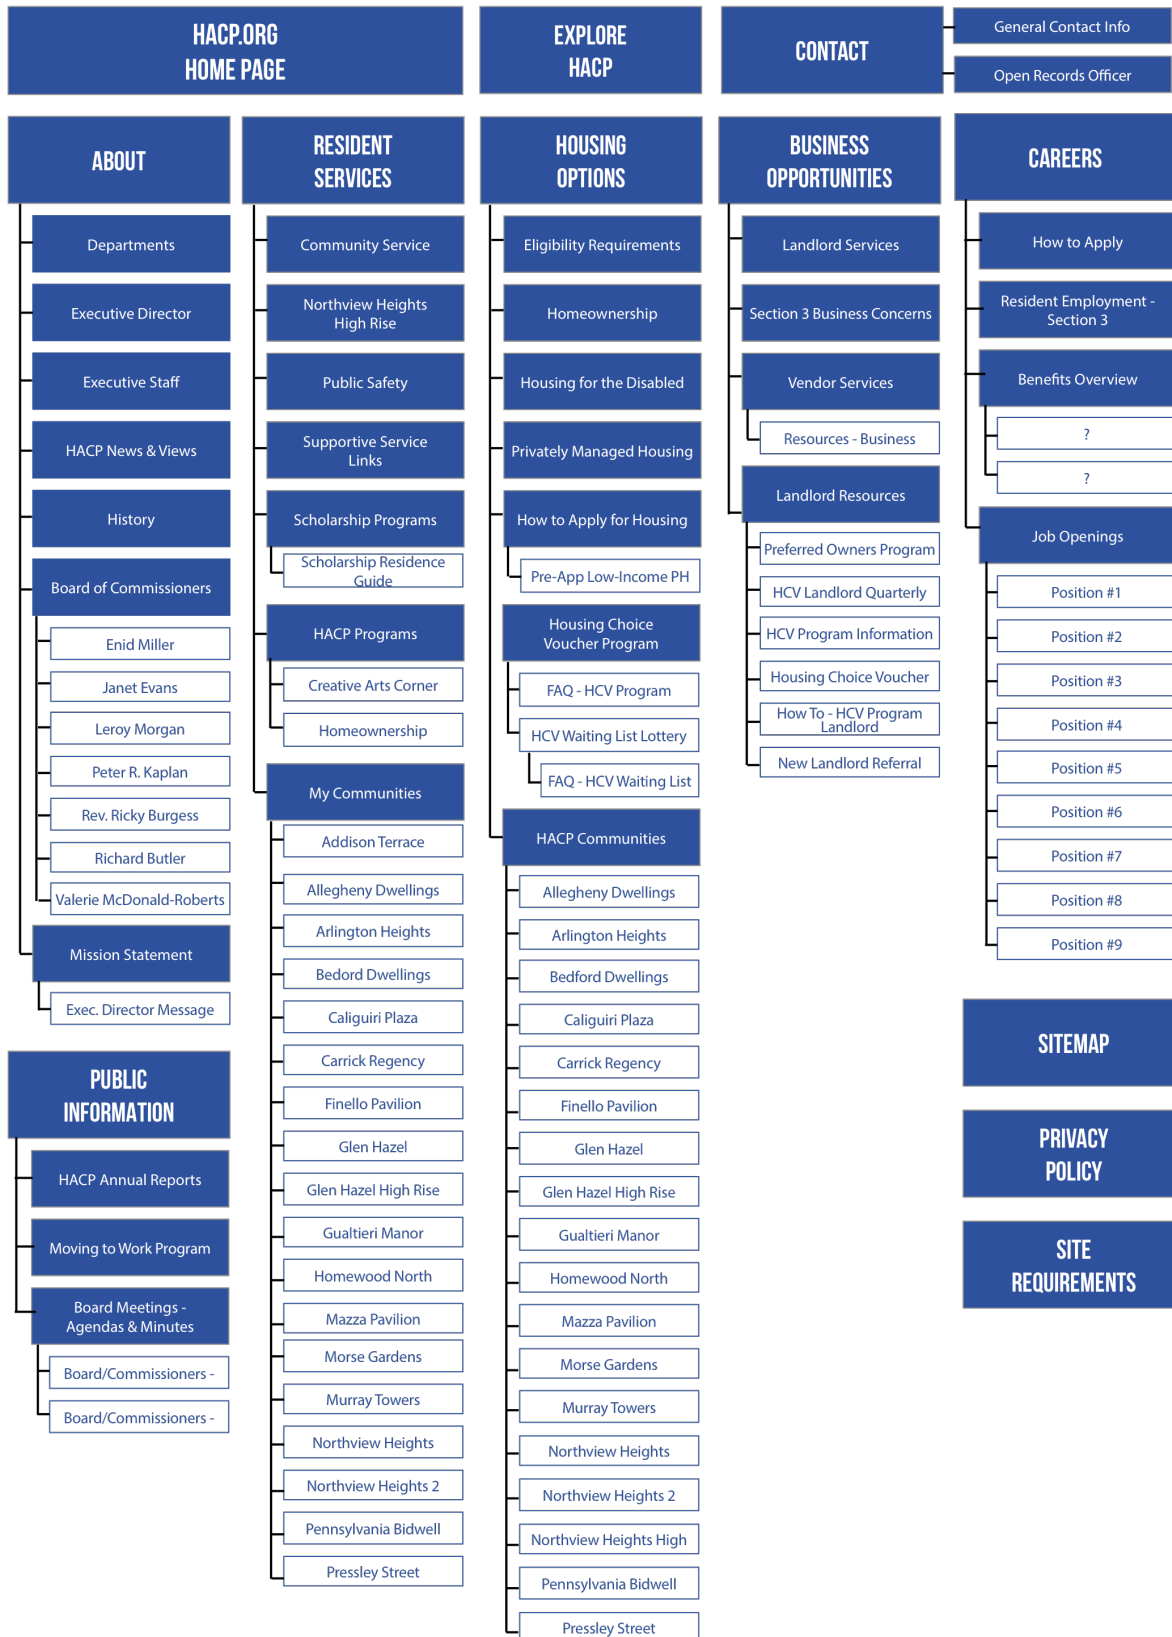 HACP.ORG
HOME PAGE
EXPLORE
HACP
CONTACT
General Contact Info
Open Records Officer
ABOUT
Departments
Executive Director
Executive Staff
HACP News & Views
History
Board of Commissioners
Enid Miller
Janet Evans
Leroy Morgan
Peter R. Kaplan
Rev. Ricky Burgess
Richard Butler
Valerie McDonald-Roberts
Mission Statement
Exec. Director Message
PUBLIC
INFORMATION
HACP Annual Reports
Moving to Work Program
Board Meetings -
Agendas & Minutes
Board/Commissioners -
Board/Commissioners -
RESIDENT
SERVICES
Community Service
Northview Heights
High Rise
Public Safety
Supportive Service
Links
Scholarship Programs
Scholarship Residence
Guide
HACP Programs
Creative Arts Corner
Homeownership
My Communities
Addison Terrace
Allegheny Dwellings
Arlington Heights
Bedord Dwellings
Caliguiri Plaza
Carrick Regency
Finello Pavilion
Glen Hazel
Glen Hazel High Rise
Gualtieri Manor
Homewood North
Mazza Pavilion
Morse Gardens
Murray Towers
Northview Heights
Northview Heights 2
Pennsylvania Bidwell
Pressley Street
HOUSING
OPTIONS
Eligibility Requirements
Homeownership
Housing for the Disabled
Privately Managed Housing
How to Apply for Housing
Pre-App Low-Income PH
Housing Choice
Voucher Program
FAQ - HCV Program
HCV Waiting List Lottery
FAQ - HCV Waiting List
HACP Communities
Allegheny Dwellings
Arlington Heights
Bedford Dwellings
Caliguiri Plaza
Carrick Regency
Finello Pavilion
Glen Hazel
Glen Hazel High Rise
Gualtieri Manor
Homewood North
Mazza Pavilion
Morse Gardens
Murray Towers
Northview Heights
Northview Heights 2
Northview Heights High
Pennsylvania Bidwell
Pressley Street
BUSINESS
OPPORTUNITIES
Landlord Services
Section 3 Business Concerns
Vendor Services
Resources - Business
Landlord Resources
Preferred Owners Program
HCV Landlord Quarterly
HCV Program Information
Housing Choice Voucher
How To - HCV Program
Landlord
New Landlord Referral
CAREERS
How to Apply
Resident Employment -
Section 3
Benefits Overview
?
?
Job Openings
Position #1
Position #2
Position #3
Position #4
Position #5
Position #6
Position #7
Position #8
Position #9
SITEMAP
PRIVACY
POLICY
SITE
REQUIREMENTS